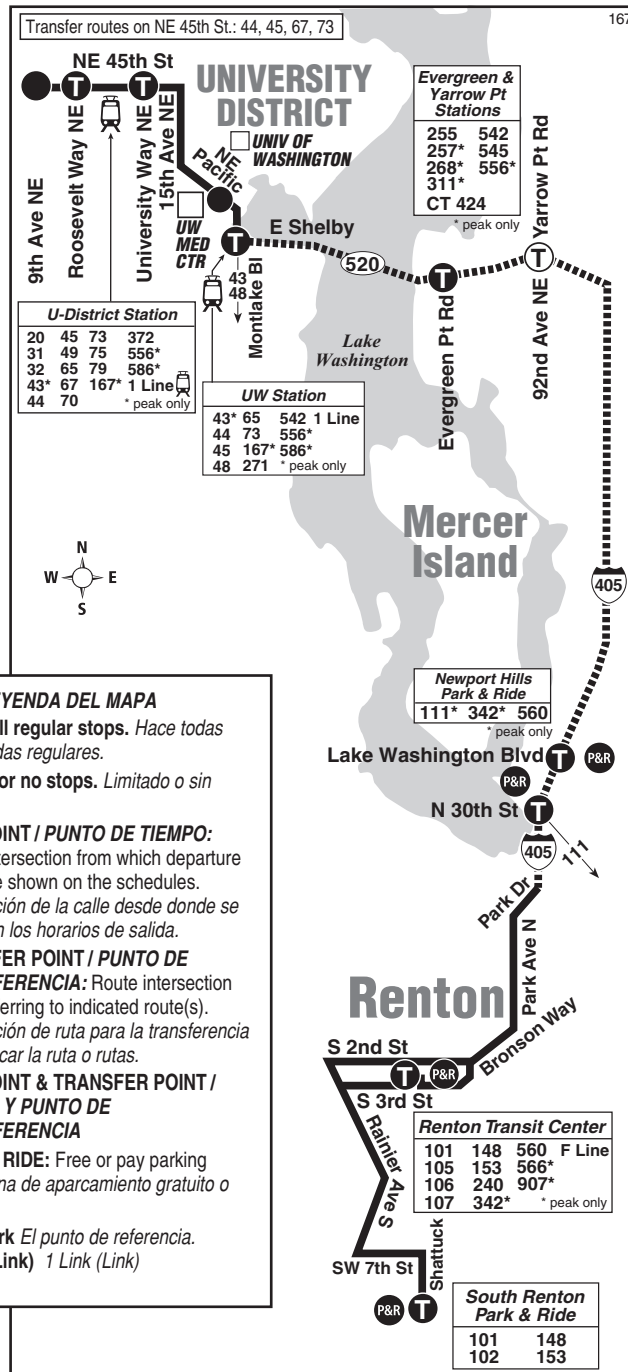 Transfer routes on NE 45th St.: 44, 45, 67, 73
167
NE 45th St
UNIVERSITY
DISTRICT
UNIV OF
WASHINGTON
9th Ave NE
Roosevelt Way NE
University Way NE
15th Ave NE
NE
Pacific
UW
MED
CTR
E Shelby
520
43
48
Montlake Bl
Evergreen &
Yarrow Pt
Stations
255 542
257* 545
268* 556*
311*
CT 424
* peak only
Yarrow Pt Rd
92nd Ave NE
Evergreen Pt Rd
Lake
Washington
U-District Station
20 45 73 372
31 49 75 556*
32 65 79 586*
43* 67 167* 1 Line
44 70 * peak only
UW Station
43* 65 542 1 Line
44 73 556*
45 167* 586*
48 271 * peak only
Mercer
Island
N
W E
S
405
Newport Hills
Park & Ride
111* 342* 560
* peak only
Lake Washington Blvd T P&R
P&R
N 30th St T
405
111
Park Dr
Park Ave N
Renton
Bronson Way
S 2nd St
T P&R
S 3rd St
Rainier Ave S
Renton Transit Center
101 148 560 F Line
105 153 566*
106 240 907*
107 342* * peak only
SW 7th St
Shattuck
P&R T
South Renton
Park & Ride
101 148
102 153
YENDA DEL MAPA
ll regular stops. Hace todas
das regulares.
or no stops. Limitado o sin
OINT / PUNTO DE TIEMPO:
tersection from which departure
e shown on the schedules.
ción de la calle desde donde se
n los horarios de salida.
FER POINT / PUNTO DE
FERENCIA: Route intersection
erring to indicated route(s).
ción de ruta para la transferencia
car la ruta o rutas.
OINT & TRANSFER POINT /
Y PUNTO DE
FERENCIA
RIDE: Free or pay parking
na de aparcamiento gratuito o
rk El punto de referencia.
Link) 1 Link (Link)